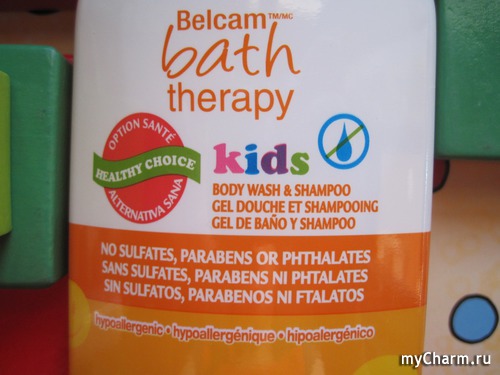 Belcam TM/MC
bath
therapy
OPTION SANTÉ
HEALTHY CHOICE
ALTERNATIVA SANA
kids
BODY WASH & SHAMPOO
GEL DOUCHE ET SHAMPOOING
GEL DE BAÑO Y SHAMPOO
NO SULFATES, PARABENS OR PHTHALATES
SANS SULFATES, PARABENS NI PHTALATES
SIN SULFATOS, PARABENOS NI FTALATOS
hypoallergenic • hypoallergénique • hipoalergénico
myCharm.ru